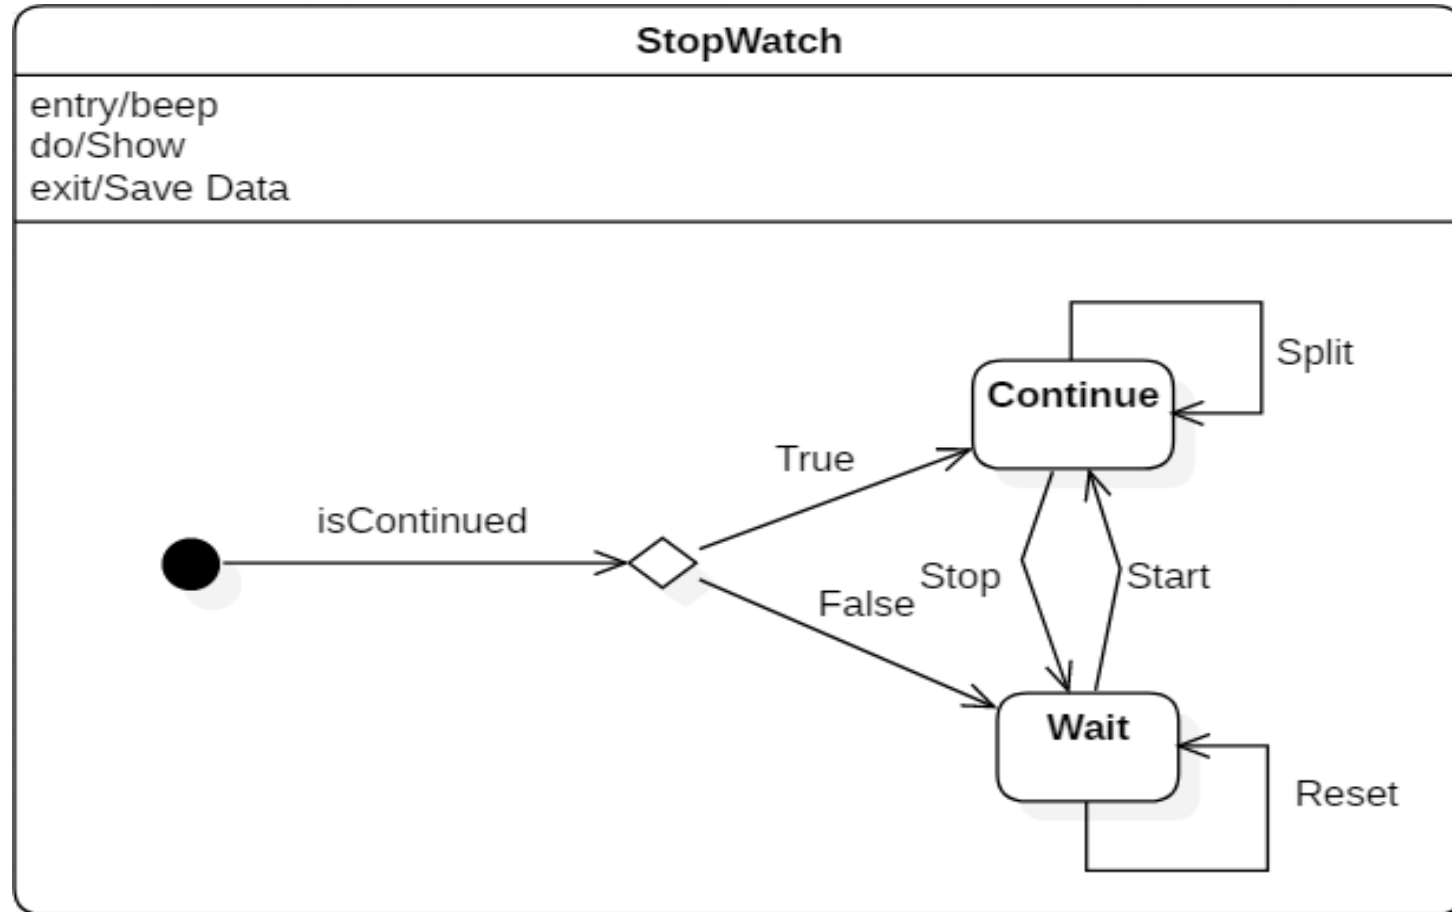 StopWatch
entry/beep
do/Show
exit/Save Data
Split
Continue
True
isContinued
Stop
Start
False
Wait
Reset